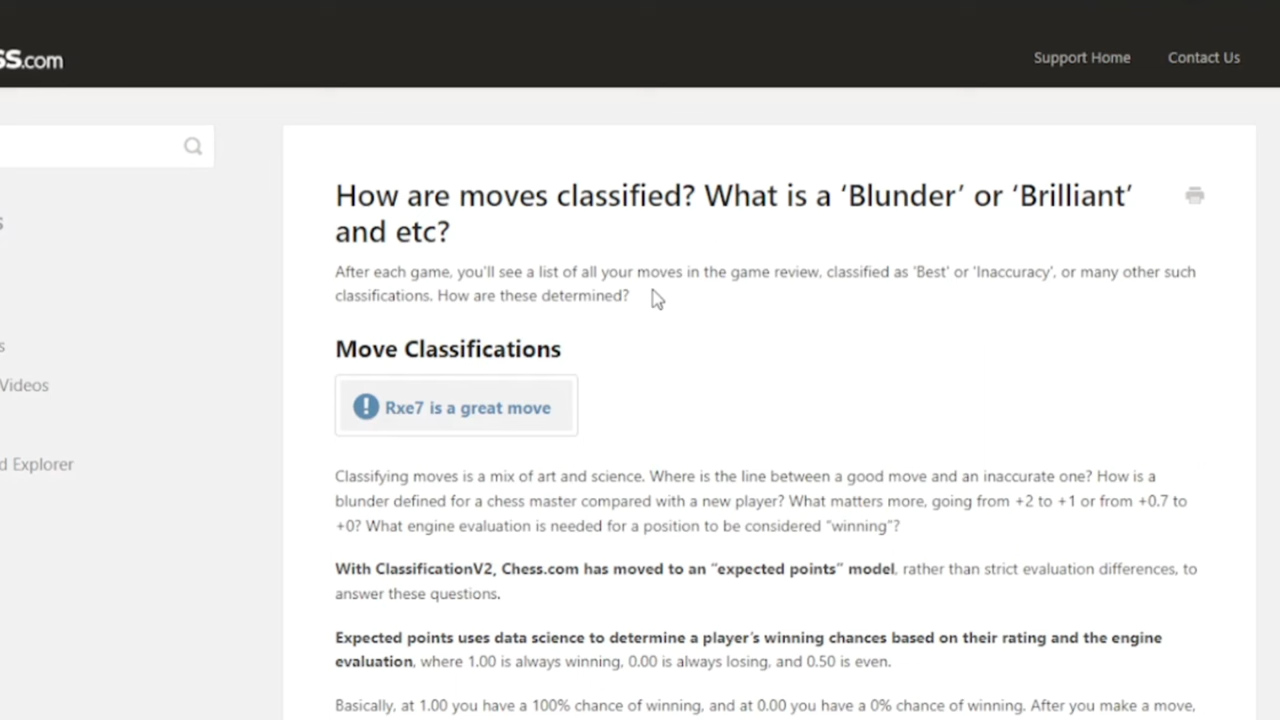 ss.com
Support Home
Contact Us
How are moves classified? What is a ‘Blunder’ or ‘Brilliant’
and etc?
After each game, you'll see a list of all your moves in the game review, classified as 'Best' or 'Inaccuracy', or many other such
classifications. How are these determined?
Move Classifications
! Rxe7 is a great move
Videos
d Explorer
Classifying moves is a mix of art and science. Where is the line between a good move and an inaccurate one? How is a
blunder defined for a chess master compared with a new player? What matters more, going from +2 to +1 or from +0.7 to
+0? What engine evaluation is needed for a position to be considered “winning”?
With ClassificationV2, Chess.com has moved to an “expected points” model, rather than strict evaluation differences, to
answer these questions.
Expected points uses data science to determine a player’s winning chances based on their rating and the engine
evaluation, where 1.00 is always winning, 0.00 is always losing, and 0.50 is even.
Basically, at 1.00 you have a 100% chance of winning, and at 0.00 you have a 0% chance of winning. After you make a move,